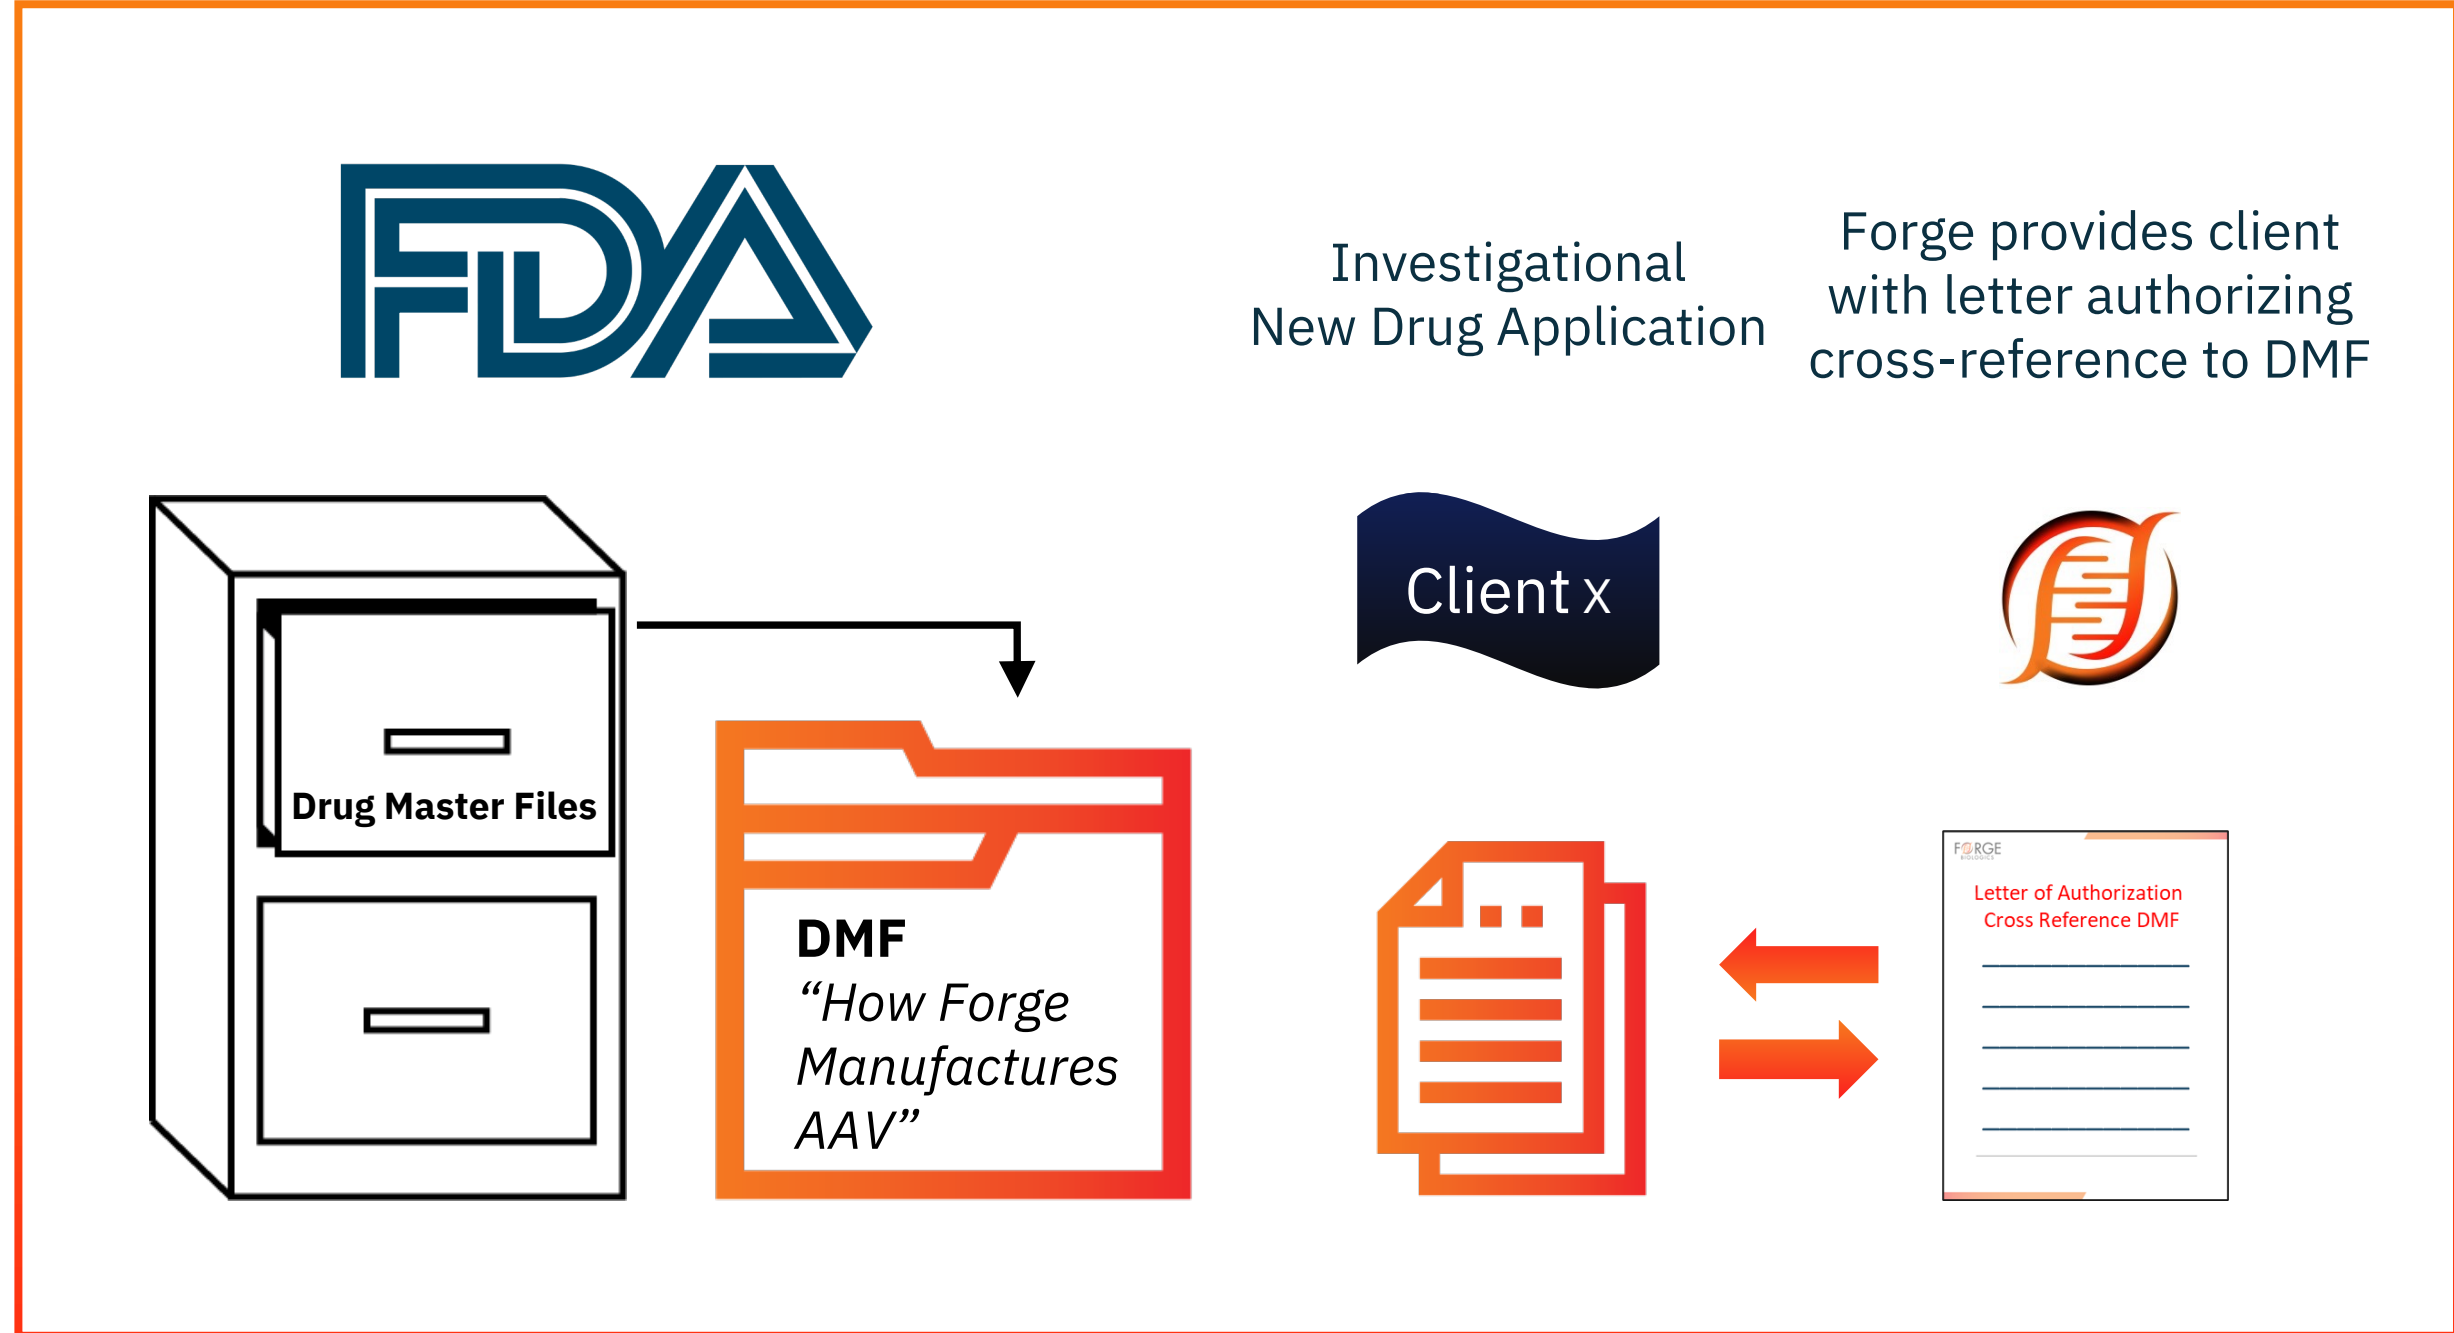 FDA
Investigational
New Drug Application
Forge provides client
with letter authorizing
cross-reference to DMF
Drug Master Files
DMF
“How Forge
Manufactures
AAV”
Client x
FORGE
BIOLOGICS
Letter of Authorization
Cross Reference DMF